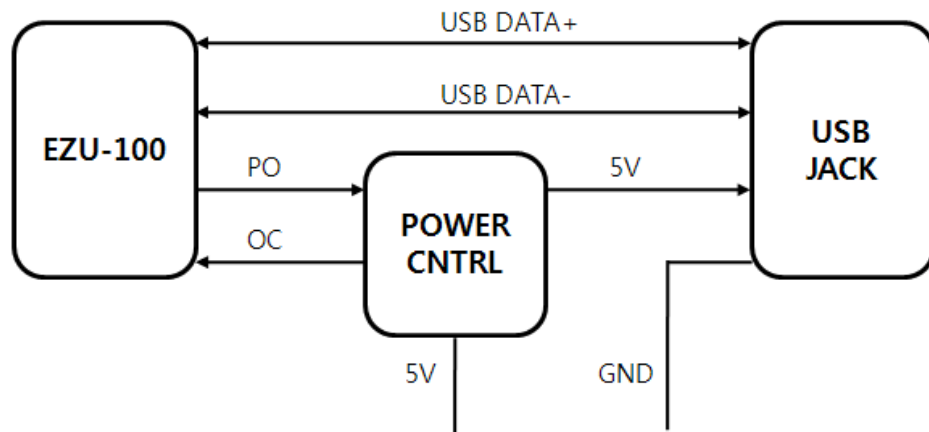 USB DATA+
USB DATA-
EZU-100
USB
JACK
PO
5V
POWER
CNTRL
OC
5V
GND